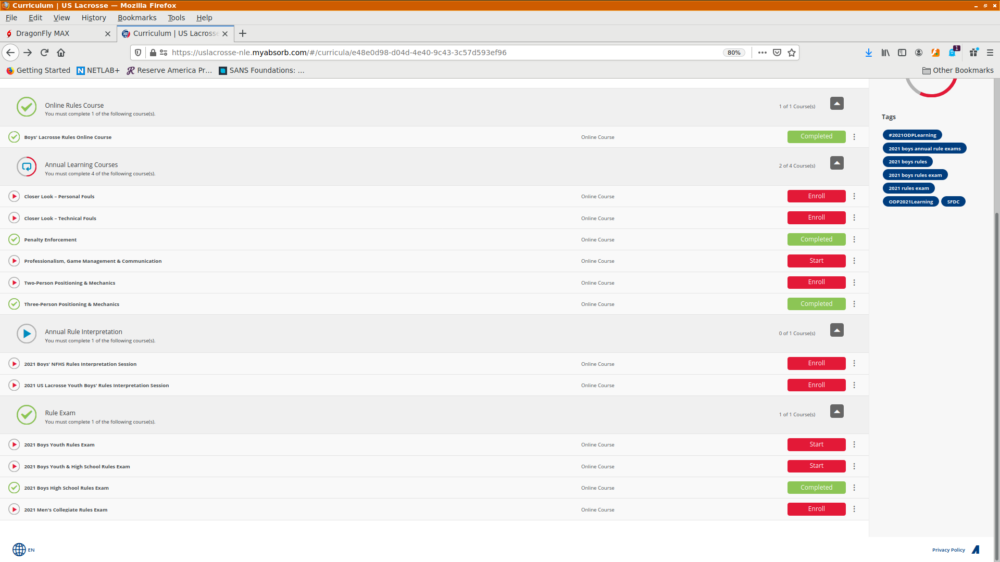 Curriculum | US Lacrosse — Mozilla Firefox
File Edit View History Bookmarks Tools Help
DragonFly MAX
Curriculum | US Lacrosse
https://uslacrosse-nle.myabsorb.com/#/curricula/e48e0d98-d04d-4e40-9c43-3c57d593ef96 80%
1
Getting Started NETLAB+ Reserve America Pr... SANS Foundations: ... Other Bookmarks
Online Rules Course
You must complete 1 of the following course(s).
1 of 1 Course(s)
Boys' Lacrosse Rules Online Course Online Course Completed
Annual Learning Courses
You must complete 4 of the following course(s).
2 of 4 Course(s)
Closer Look – Personal Fouls Online Course Enroll
Closer Look – Technical Fouls Online Course Enroll
Penalty Enforcement Online Course Completed
Professionalism, Game Management & Communication Online Course Start
Two-Person Positioning & Mechanics Online Course Enroll
Three-Person Positioning & Mechanics Online Course Completed
Annual Rule Interpretation
You must complete 1 of the following course(s).
0 of 1 Course(s)
2021 Boys' NFHS Rules Interpretation Session Online Course Enroll
2021 US Lacrosse Youth Boys' Rules Interpretation Session Online Course Enroll
Rule Exam
You must complete 1 of the following course(s).
1 of 1 Course(s)
2021 Boys Youth Rules Exam Online Course Start
2021 Boys Youth & High School Rules Exam Online Course Start
2021 Boys High School Rules Exam Online Course Completed
2021 Men's Collegiate Rules Exam Online Course Enroll
Tags
#2021ODPLearning
2021 boys annual rule exams
2021 boys rules
2021 boys rules exam
2021 rules exam
ODP2021Learning SFDC
EN
Privacy Policy